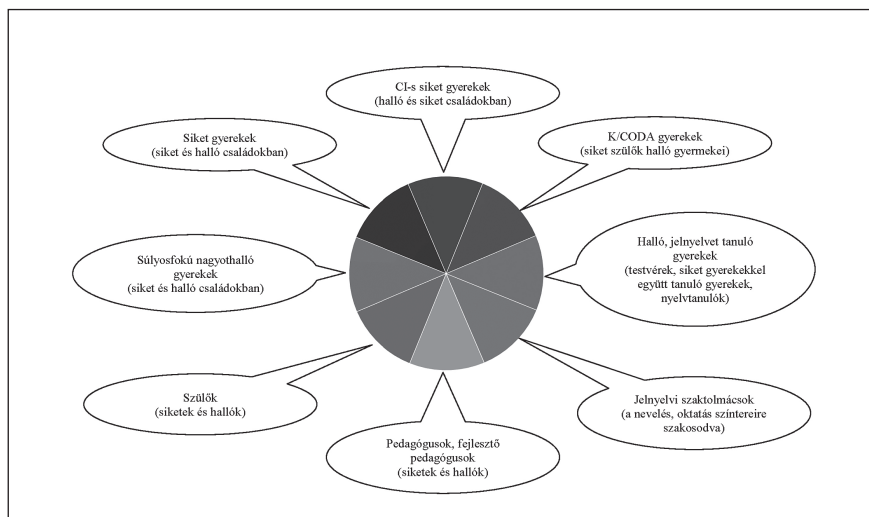 CI-s siket gyerekek
(halló és siket családokban)
Siket gyerekek
(siket és halló családokban)
K/CODA gyerekek
(siket szülők halló gyermekei)
Súlyosfokú nagyothalló
gyerekek
(siket és halló családokban)
Halló, jelnyelvet tanuló
gyerekek
(testvérek, siket gyerekekkel
együtt tanuló gyerekek,
nyelvtanulók)
Szülők
(siketek és hallók)
Jelnyelvi szaktolmácsok
(a nevelés, oktatás színtereire
szakosodva)
Pedagógusok, fejlesztő
pedagógusok
(siketek és hallók)